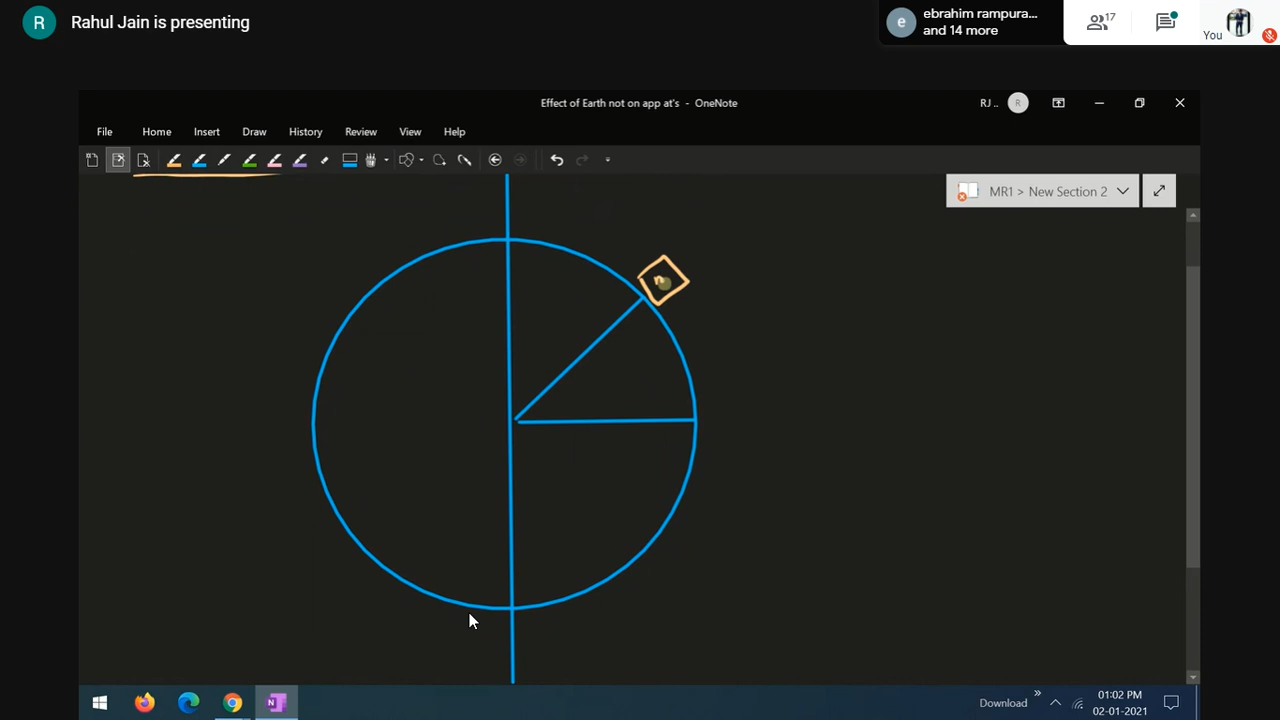 R Rahul Jain is presenting
e ebrahim rampura...
and 14 more
17
You
Effect of Earth not on app at's - OneNote
RJ .. R
File Home Insert Draw History Review View Help
MR1 > New Section 2
Download
01:02 PM
02-01-2021